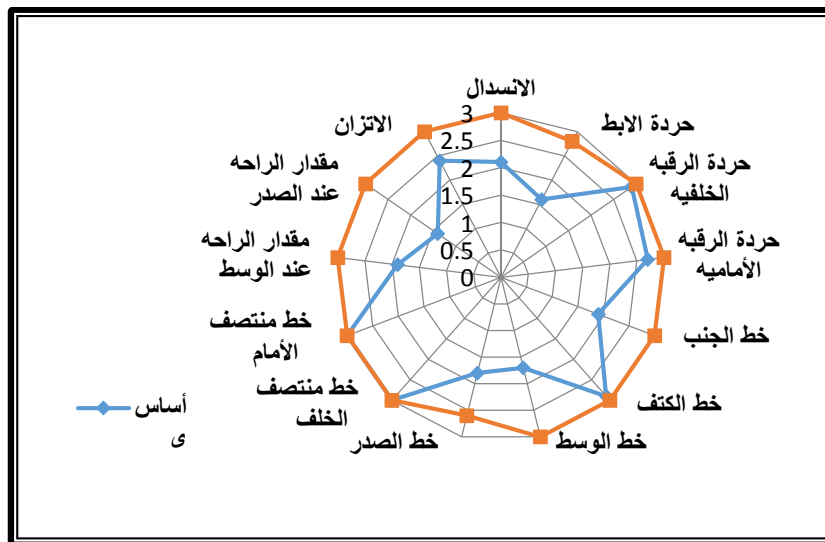 الانسدال
حردة الابط
حردة الرقبه
الخلفيه
حردة الرقبه
الأماميه
خط الجنب
خط الكتف
خط الوسط
خط الصدر
خط منتصف
الخلف
خط منتصف
الأمام
مقدار الراحه
عند الوسط
مقدار الراحه
عند الصدر
الاتزان
3
2.5
2
1.5
1
0.5
0
أساس
ى